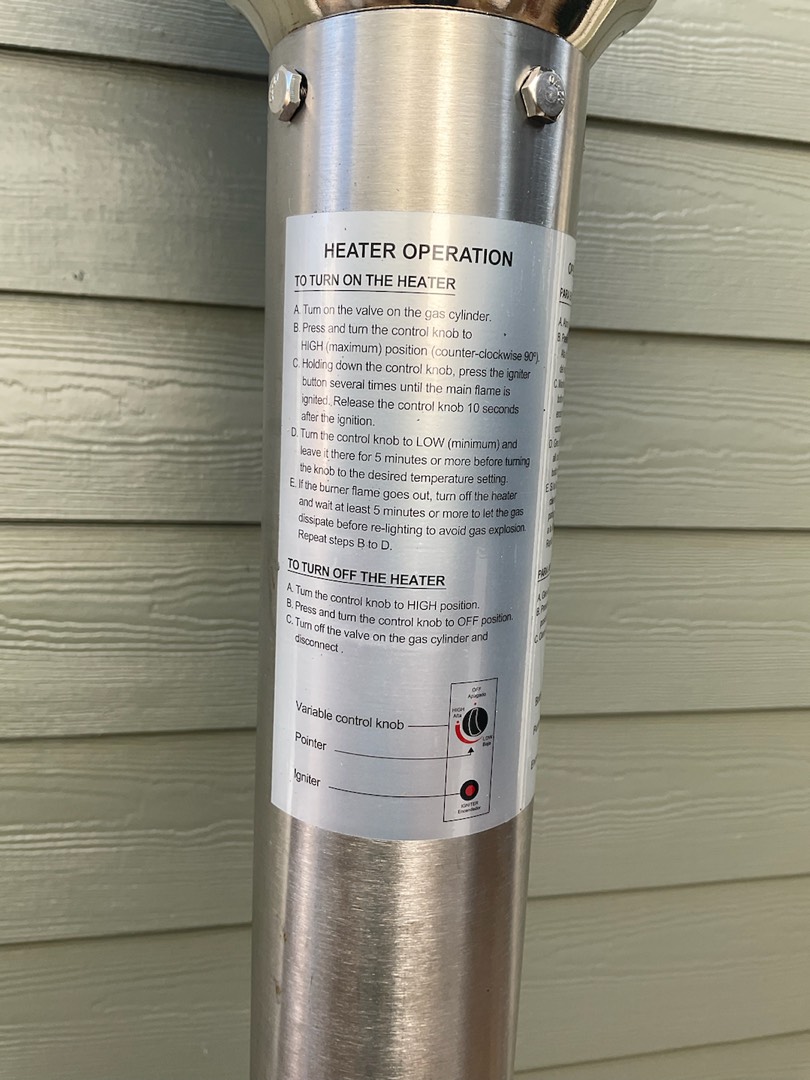 HEATER OPERATION
TO TURN ON THE HEATER
A. Turn on the valve on the gas cylinder.
B. Press and turn the control knob to
HIGH (maximum) position (counter-clockwise 90º).
C. Holding down the control knob, press the igniter
button several times until the main flame is
ignited. Release the control knob 10 seconds
after the ignition.
D. Turn the control knob to LOW (minimum) and
leave it there for 5 minutes or more before turning
the knob to the desired temperature setting.
E. If the burner flame goes out, turn off the heater
and wait at least 5 minutes or more to let the gas
dissipate before re-lighting to avoid gas explosion.
Repeat steps B to D.
TO TURN OFF THE HEATER
A. Turn the control knob to HIGH position.
B. Press and turn the control knob to OFF position.
C. Turn off the valve on the gas cylinder and
disconnect .
OFF
Apagado
HIGH
Alta
Variable control knob
LOW
Baja
Pointer
Igniter
IGNITER
Encendedor